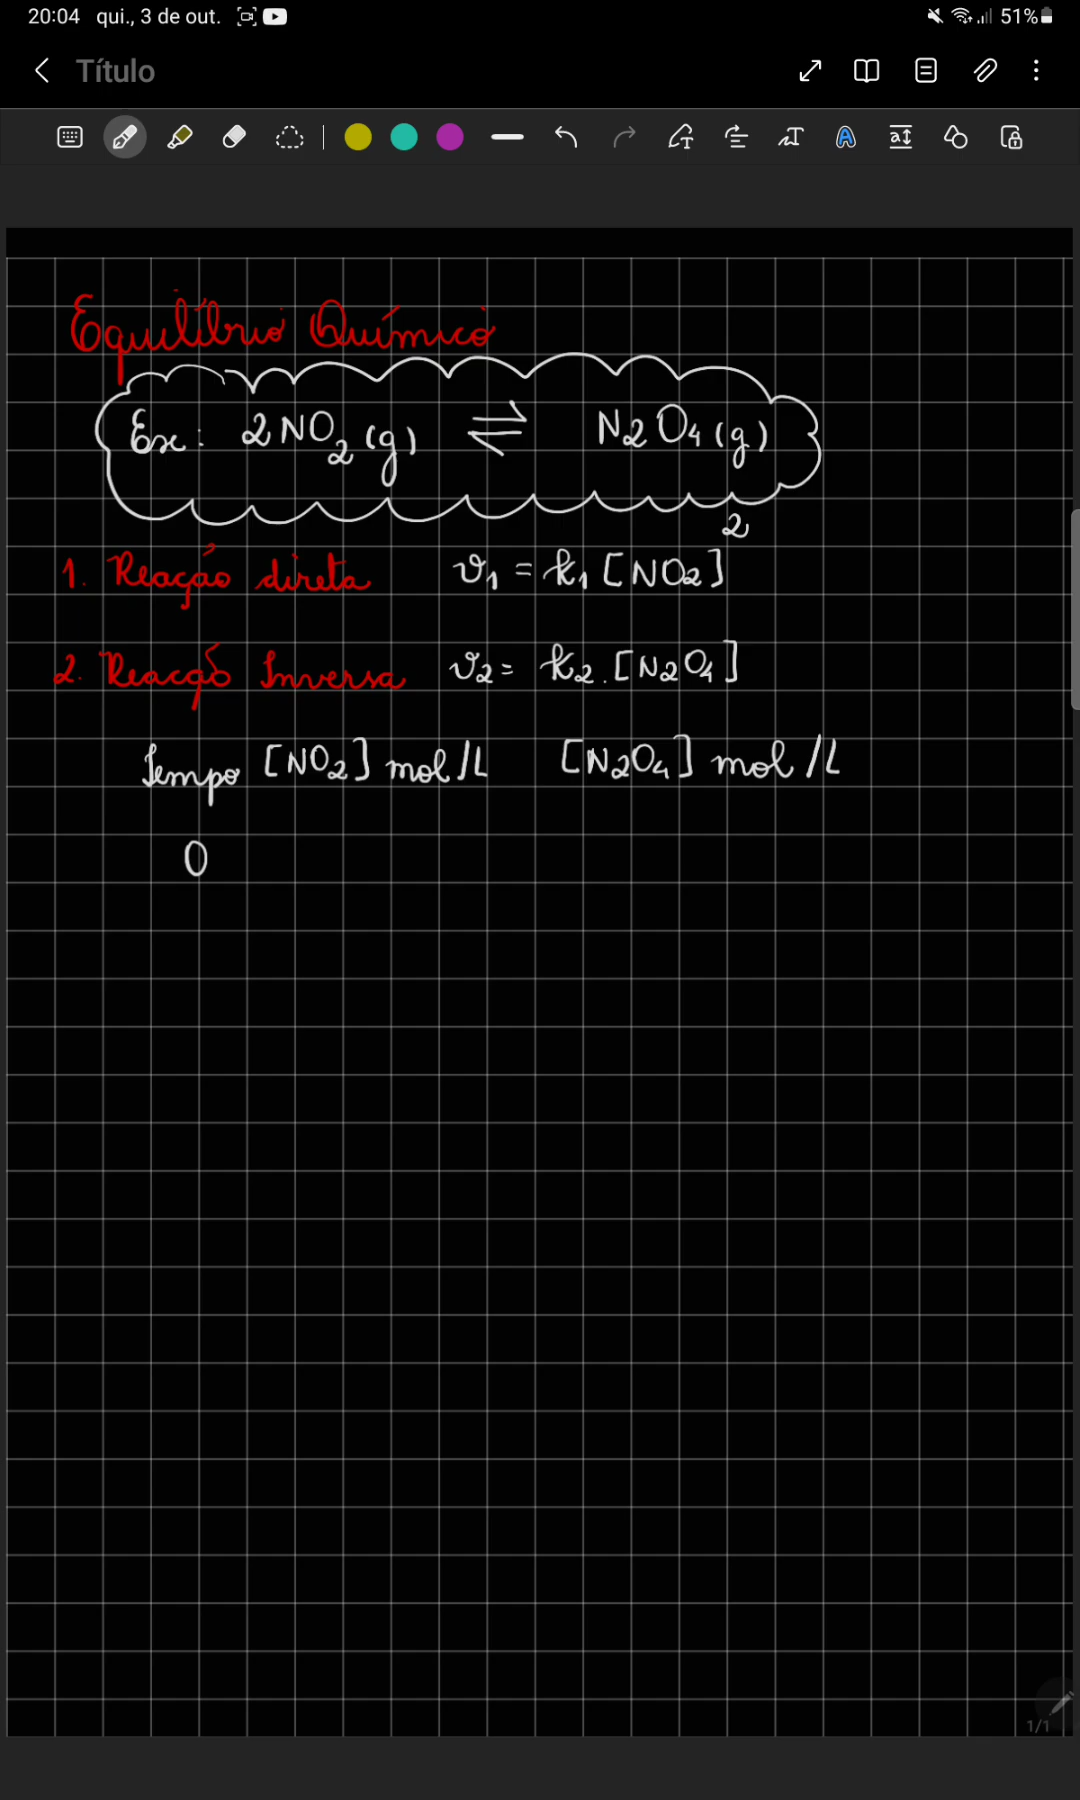 20:04 qui., 3 de out. 51%
Título
Equilíbrio Químico
Ex: 2NO2(g) ⇌ N2O4(g)
1. Reação direta v1 = k1 [NO2]²
2. Reacção Inversa v2 = k2 . [N2O4]
Tempo [NO2] mol/L [N2O4] mol/L
0
1/1